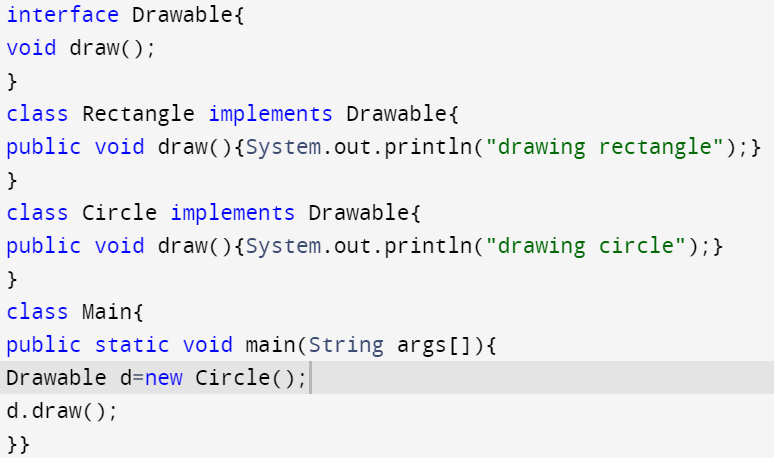 interface Drawable{
void draw();
}
class Rectangle implements Drawable{
public void draw(){System.out.println("drawing rectangle");}
}
class Circle implements Drawable{
public void draw(){System.out.println("drawing circle");}
}
class Main{
public static void main(String args[]){
Drawable d=new Circle();
d.draw();
}}